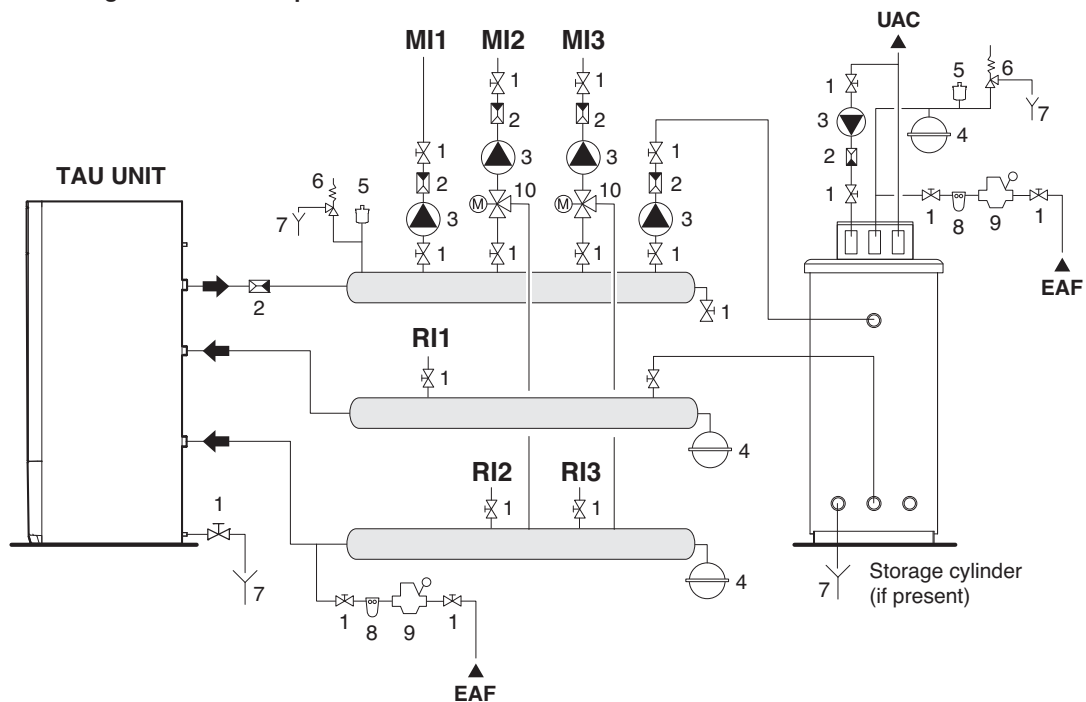 MI1 MI2 MI3 UAC
1 1 1 5 6
2 2 3 7
3 3 4
TAU UNIT
1 1 2
6 5 2 10 10 2 1
7 3 M M 3 1 8 9 1
1 1 1 1
EAF
2 1
RI1
1
4
RI2 RI3
1 1 1
4
7 7 Storage cylinder
(if present)
1 8 9 1
EAF